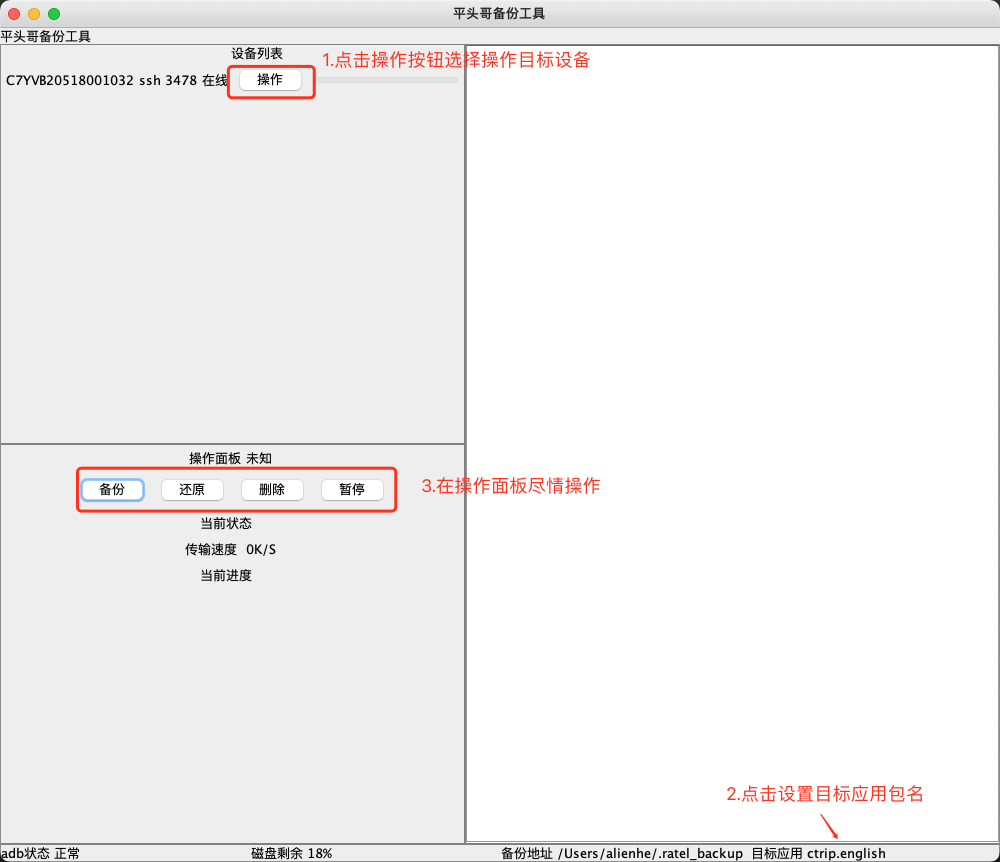 平头哥备份工具
平头哥备份工具
设备列表
1.点击操作按钮选择操作目标设备
C7YVB20518001032 ssh 3478 在线 操作
操作面板 未知
备份 还原 删除 暂停
3.在操作面板尽情操作
当前状态
传输速度 0K/S
当前进度
2.点击设置目标应用包名
adb状态 正常 磁盘剩余 18% 备份地址 /Users/alienhe/.ratel_backup 目标应用 ctrip.english